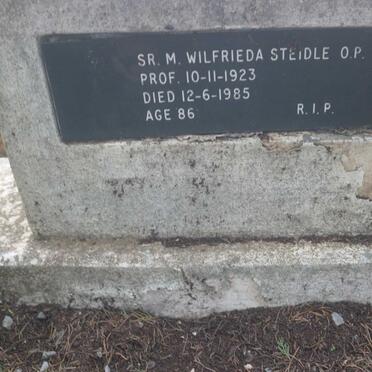 SR. M. WILFRIEDA STEIDLE O.P.
PROF. 10-11-1923
DIED 12-6-1985
AGE 86 R.I.P.